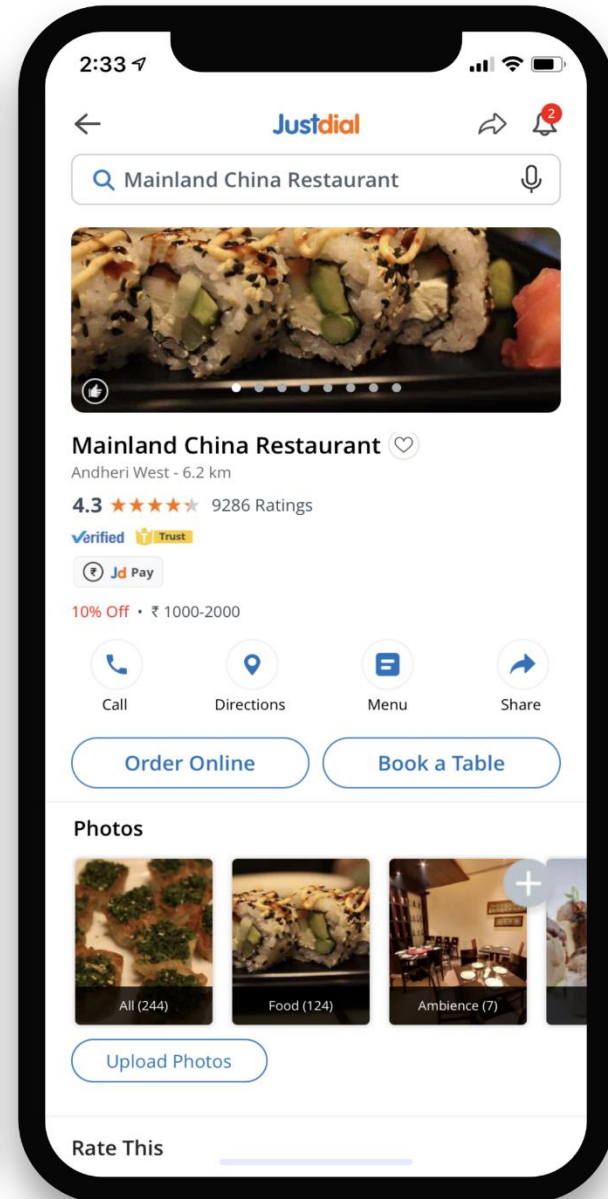 2:33
Justdial
2
Mainland China Restaurant
Mainland China Restaurant
Andheri West - 6.2 km
4.3 9286 Ratings
Verified T Trust
₹ Jd Pay
10% Off • ₹ 1000-2000
Call Directions Menu Share
Order Online Book a Table
Photos
All (244) Food (124) Ambience (7)
Upload Photos
Rate This